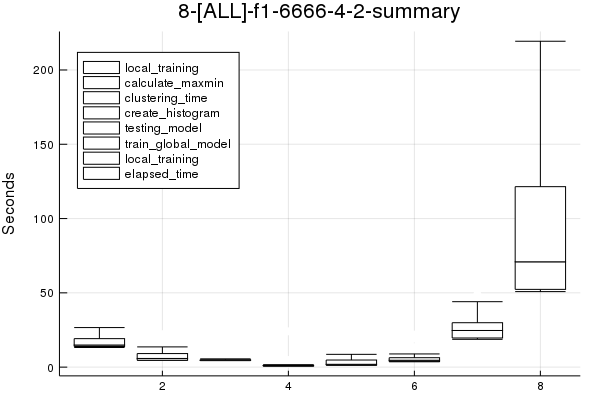 8-[ALL]-f1-6666-4-2-summary
200
150
100
50
0
Seconds
local_training
calculate_maxmin
clustering_time
create_histogram
testing_model
train_global_model
local_training
elapsed_time
2
4
6
8